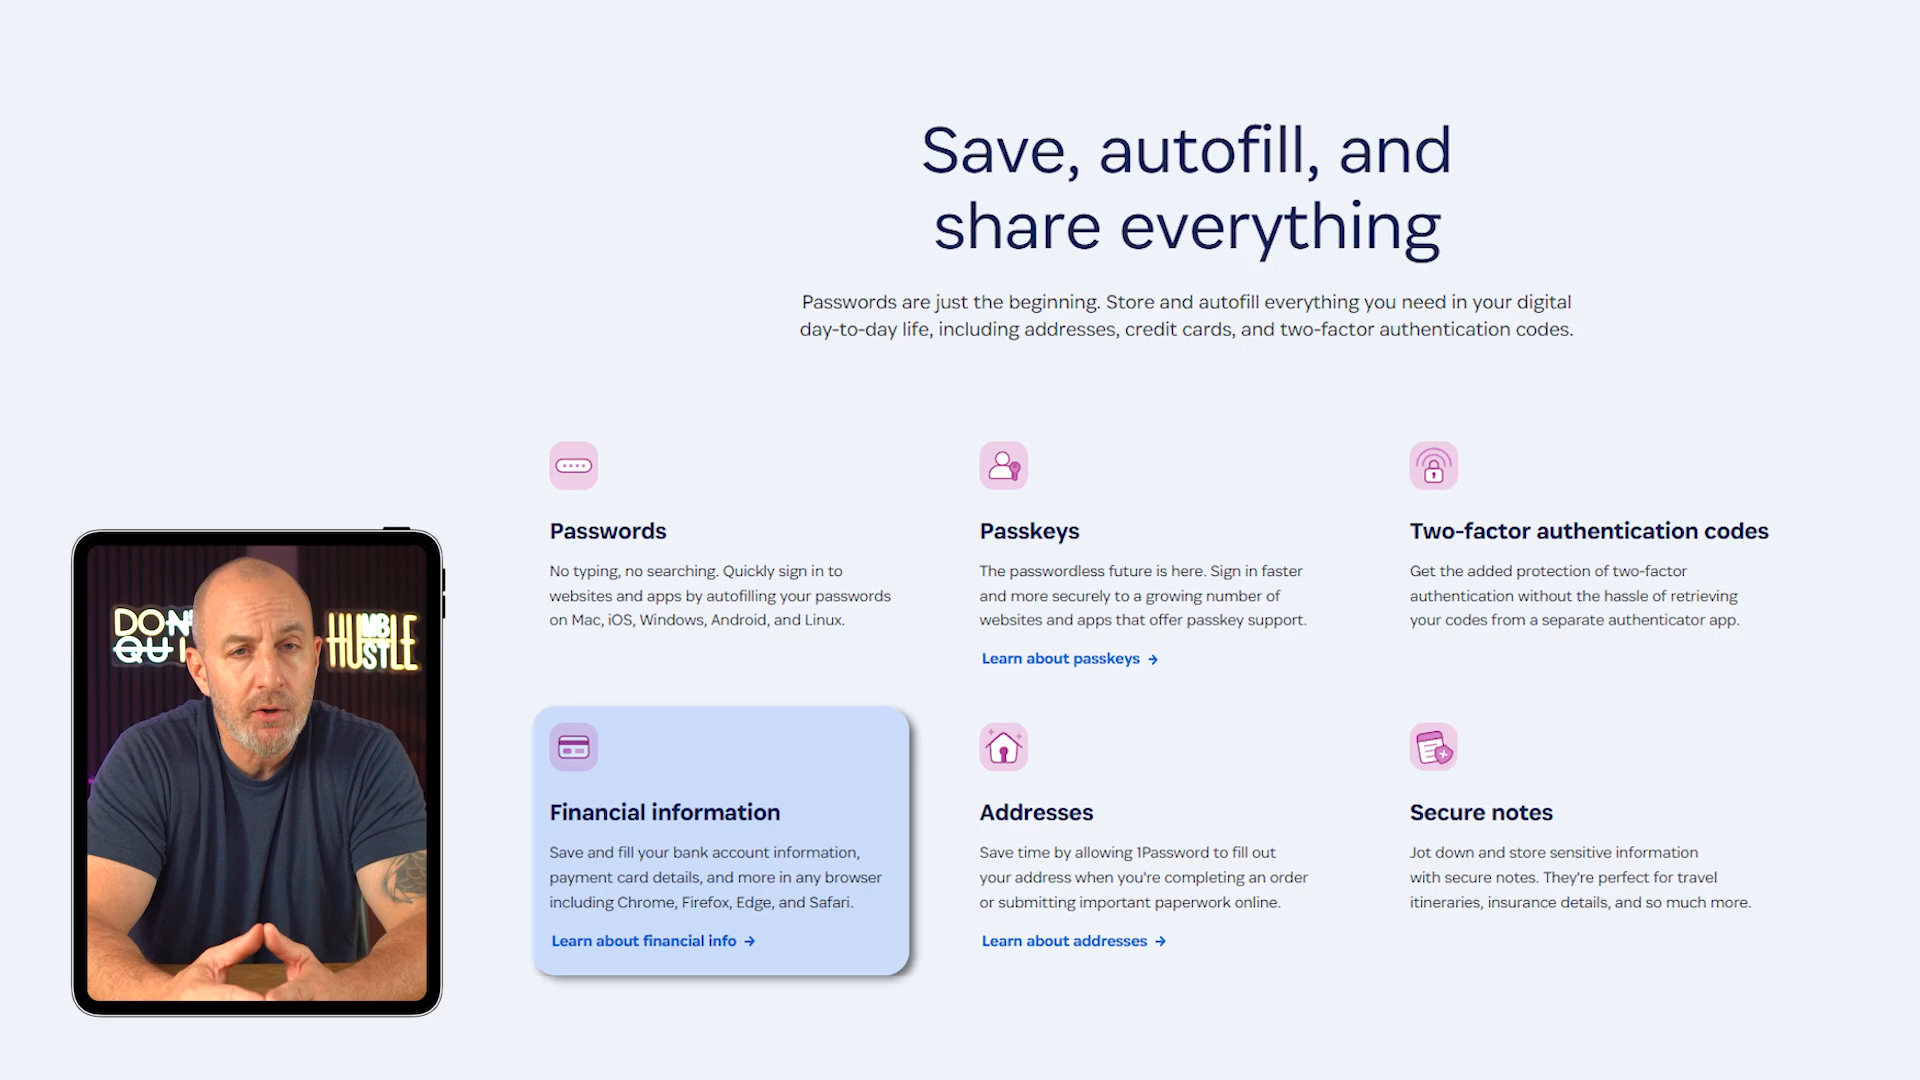 Save, autofill, and
share everything
Passwords are just the beginning. Store and autofill everything you need in your digital
day-to-day life, including addresses, credit cards, and two-factor authentication codes.
Passwords
No typing, no searching. Quickly sign in to
websites and apps by autofilling your passwords
on Mac, iOS, Windows, Android, and Linux.
Passkeys
The passwordless future is here. Sign in faster
and more securely to a growing number of
websites and apps that offer passkey support.
Learn about passkeys →
Two-factor authentication codes
Get the added protection of two-factor
authentication without the hassle of retrieving
your codes from a separate authenticator app.
Financial information
Save and fill your bank account information,
payment card details, and more in any browser
including Chrome, Firefox, Edge, and Safari.
Learn about financial info →
Addresses
Save time by allowing 1Password to fill out
your address when you're completing an order
or submitting important paperwork online.
Learn about addresses →
Secure notes
Jot down and store sensitive information
with secure notes. They're perfect for travel
itineraries, insurance details, and so much more.
DON'
QUI
HUMBLE
HUSTLE